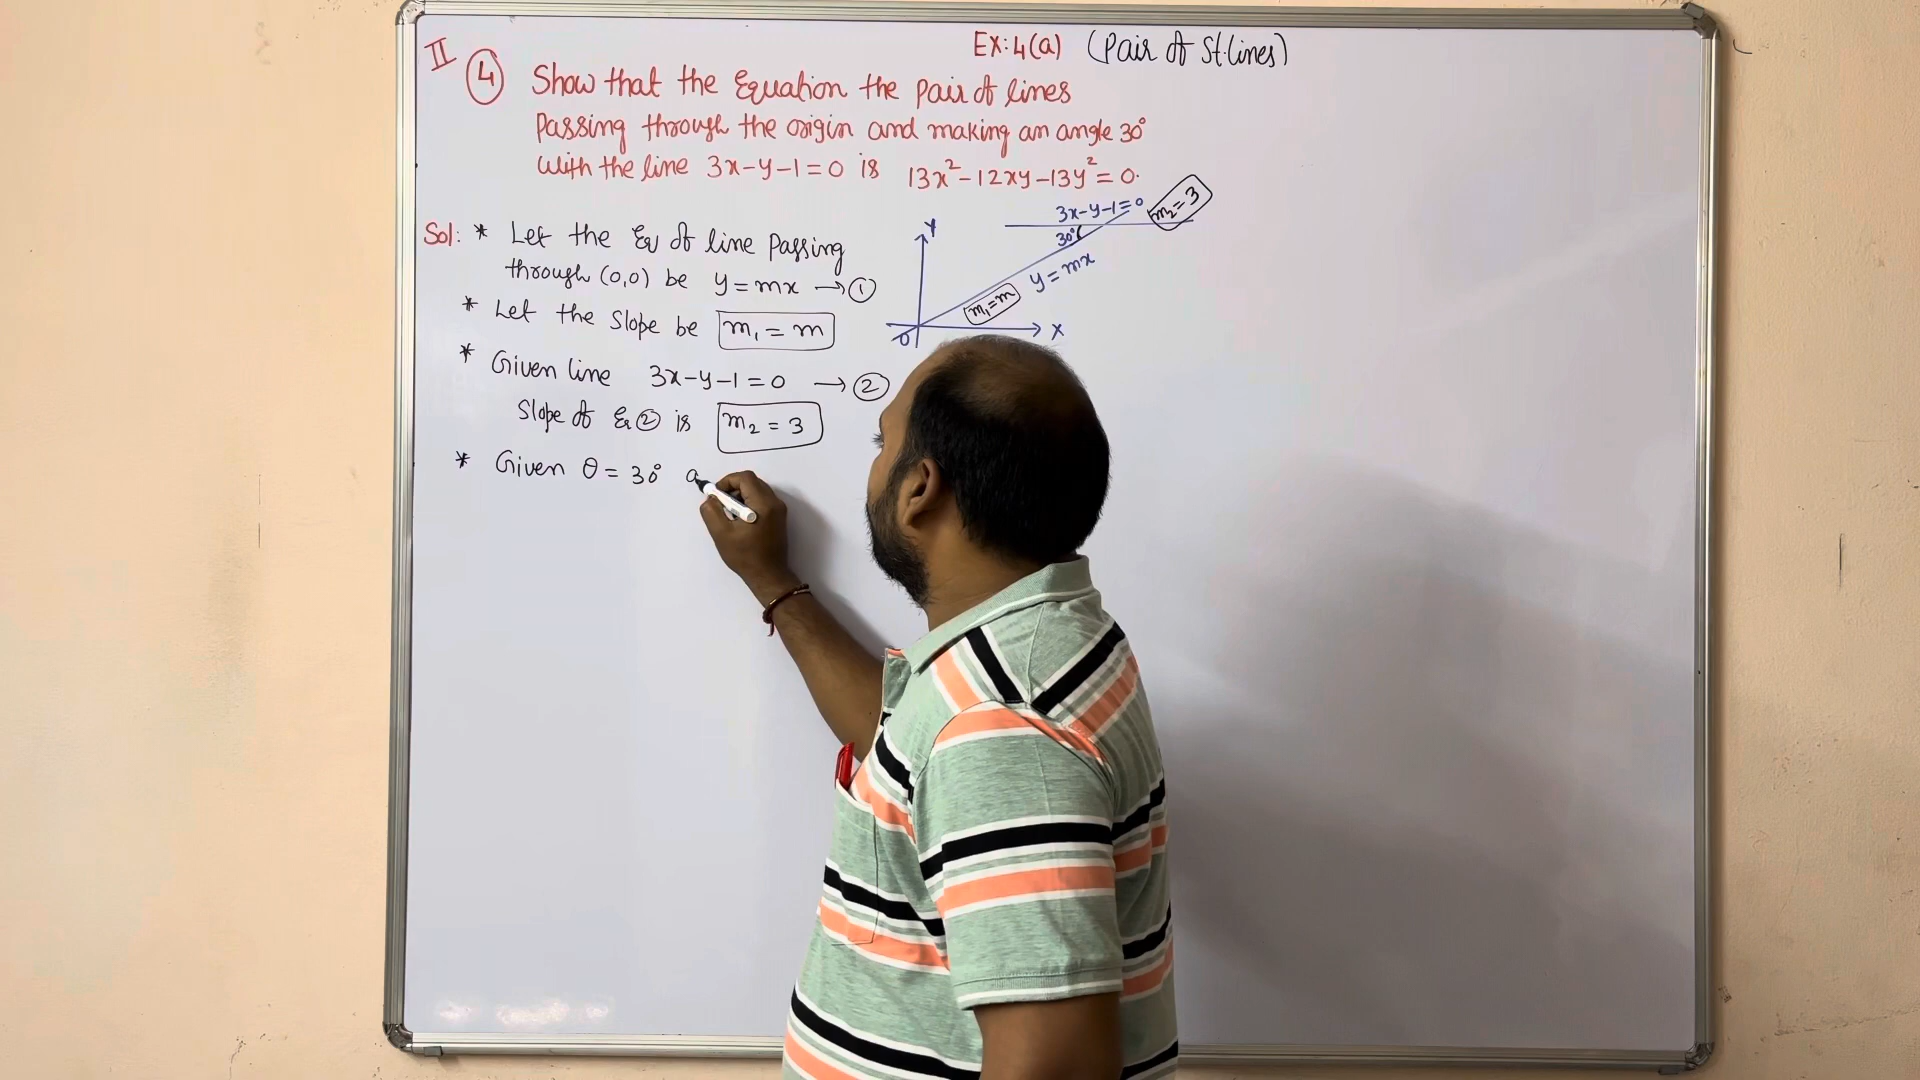 Ex: 4(a) (Pair of St.lines)
II
4 Show that the Equation the pair of lines
passing through the origin and making an angle 30°
with the line 3x-y-1=0 is 13x²-12xy-13y²=0.
Sol: * Let the Eq of line passing
through (0,0) be y=mx → ①
* Let the slope be m₁ = m
* Given line 3x-y-1=0 → ②
Slope of Eq ② is m₂ = 3
* Given θ = 30° a
Y
3x-y-1=0
m₂=3
30°
y=mx
m₁=m
X
O